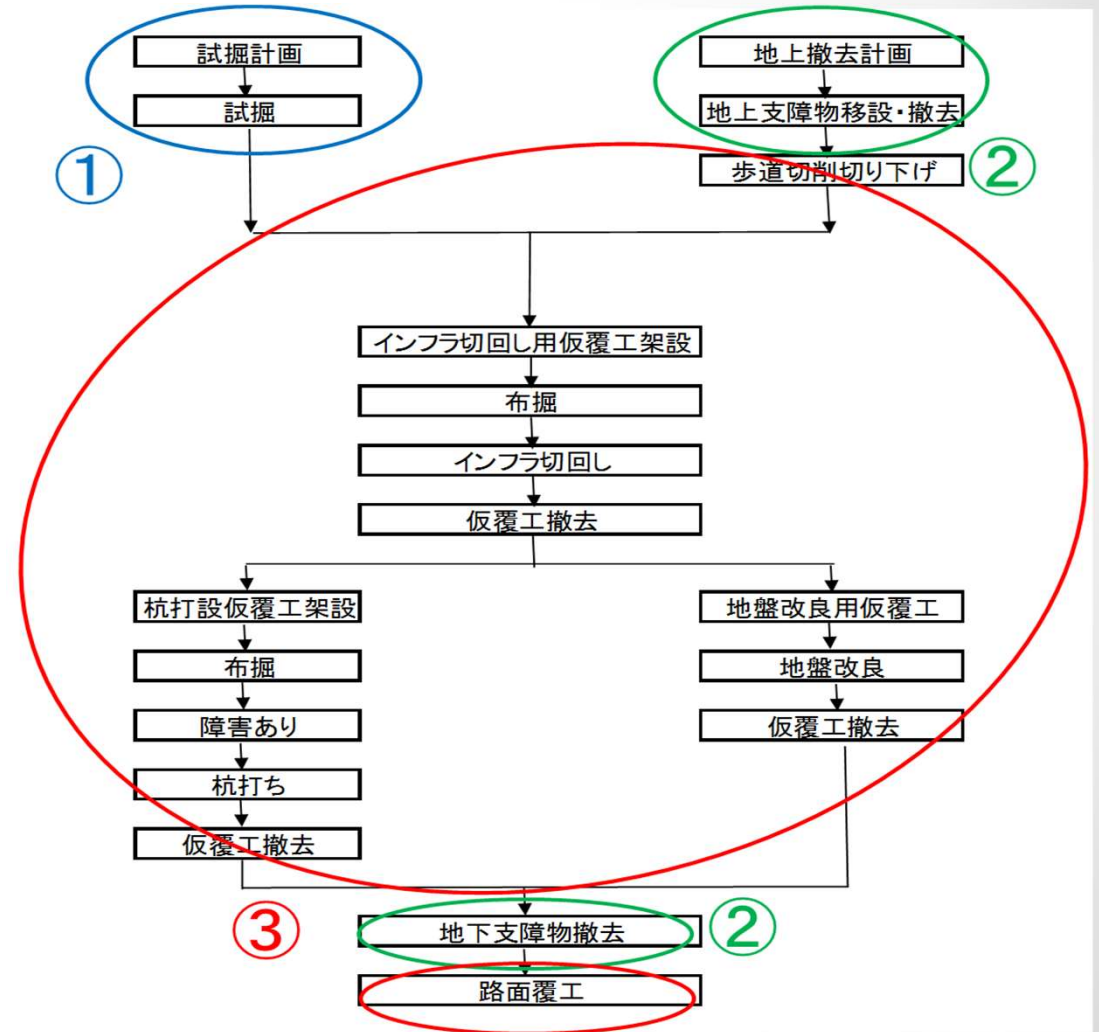 試掘計画
地上撤去計画
試掘
地上支障物移設・撤去
①
歩道切削切り下げ
②
インフラ切回し用仮覆工架設
布掘
インフラ切回し
仮覆工撤去
杭打設仮覆工架設
地盤改良用仮覆工
布掘
地盤改良
障害あり
仮覆工撤去
杭打ち
仮覆工撤去
③
地下支障物撤去
②
路面覆工